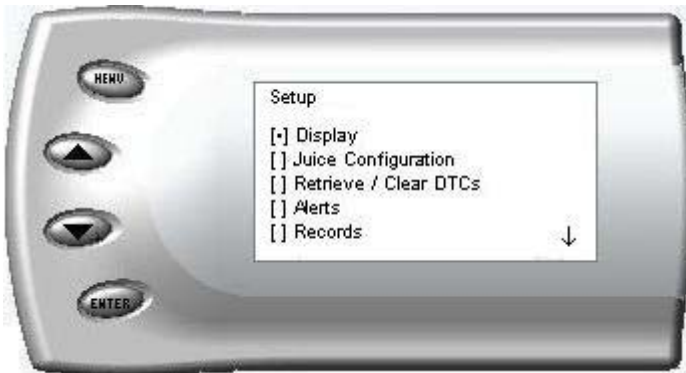 MENU
Setup
[•] Display
[ ] Juice Configuration
[ ] Retrieve / Clear DTCs
[ ] Alerts
[ ] Records
↓
ENTER